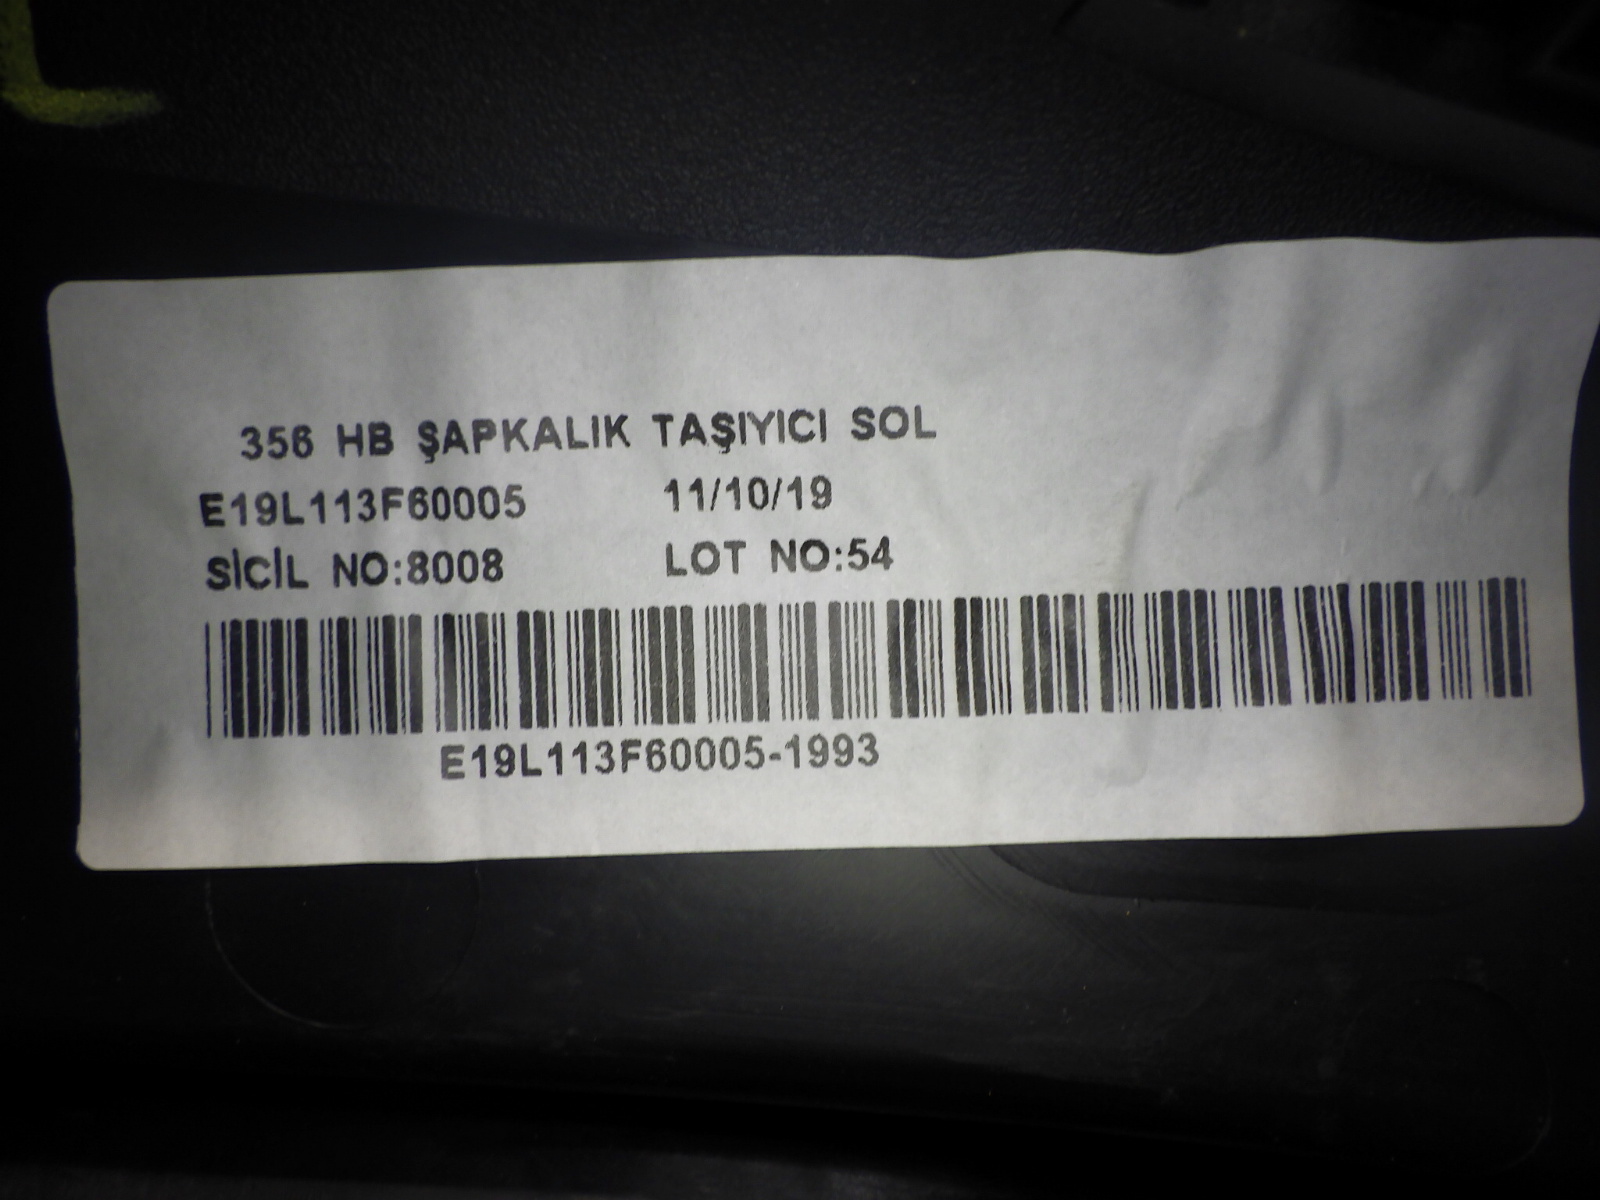 356 HB ŞAPKALIK TAŞIYICI SOL
E19L113F60005 11/10/19
SİCİL NO:8008 LOT NO:54
E19L113F60005-1993